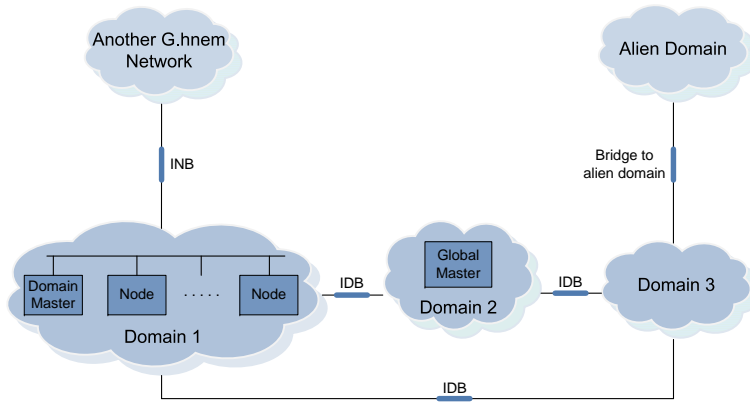 Another G.hnem
Network
Alien Domain
INB
Bridge to
alien domain
Domain
Master
Node
. . . . .
Node
Domain 1
IDB
Global
Master
Domain 2
IDB
Domain 3
IDB